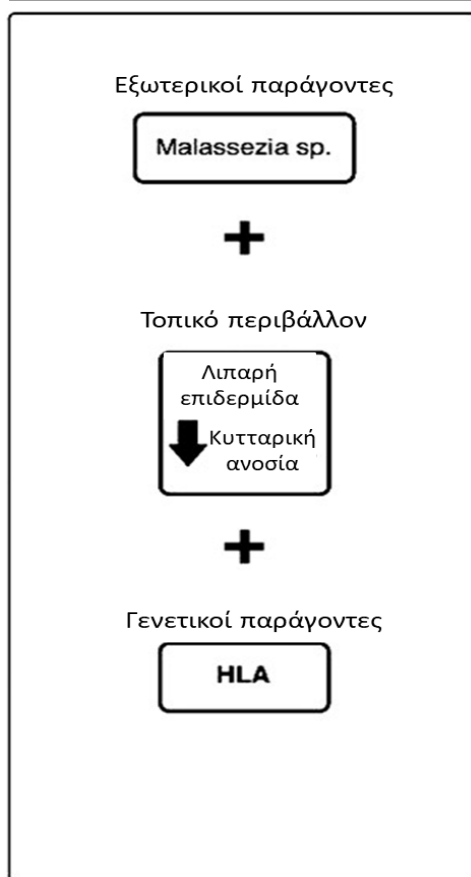 Εξωτερικοί παράγοντες
Malassezia sp.
+
Τοπικό περιβάλλον
Λιπαρή
επιδερμίδα
Κυτταρική
ανοσία
+
Γενετικοί παράγοντες
HLA